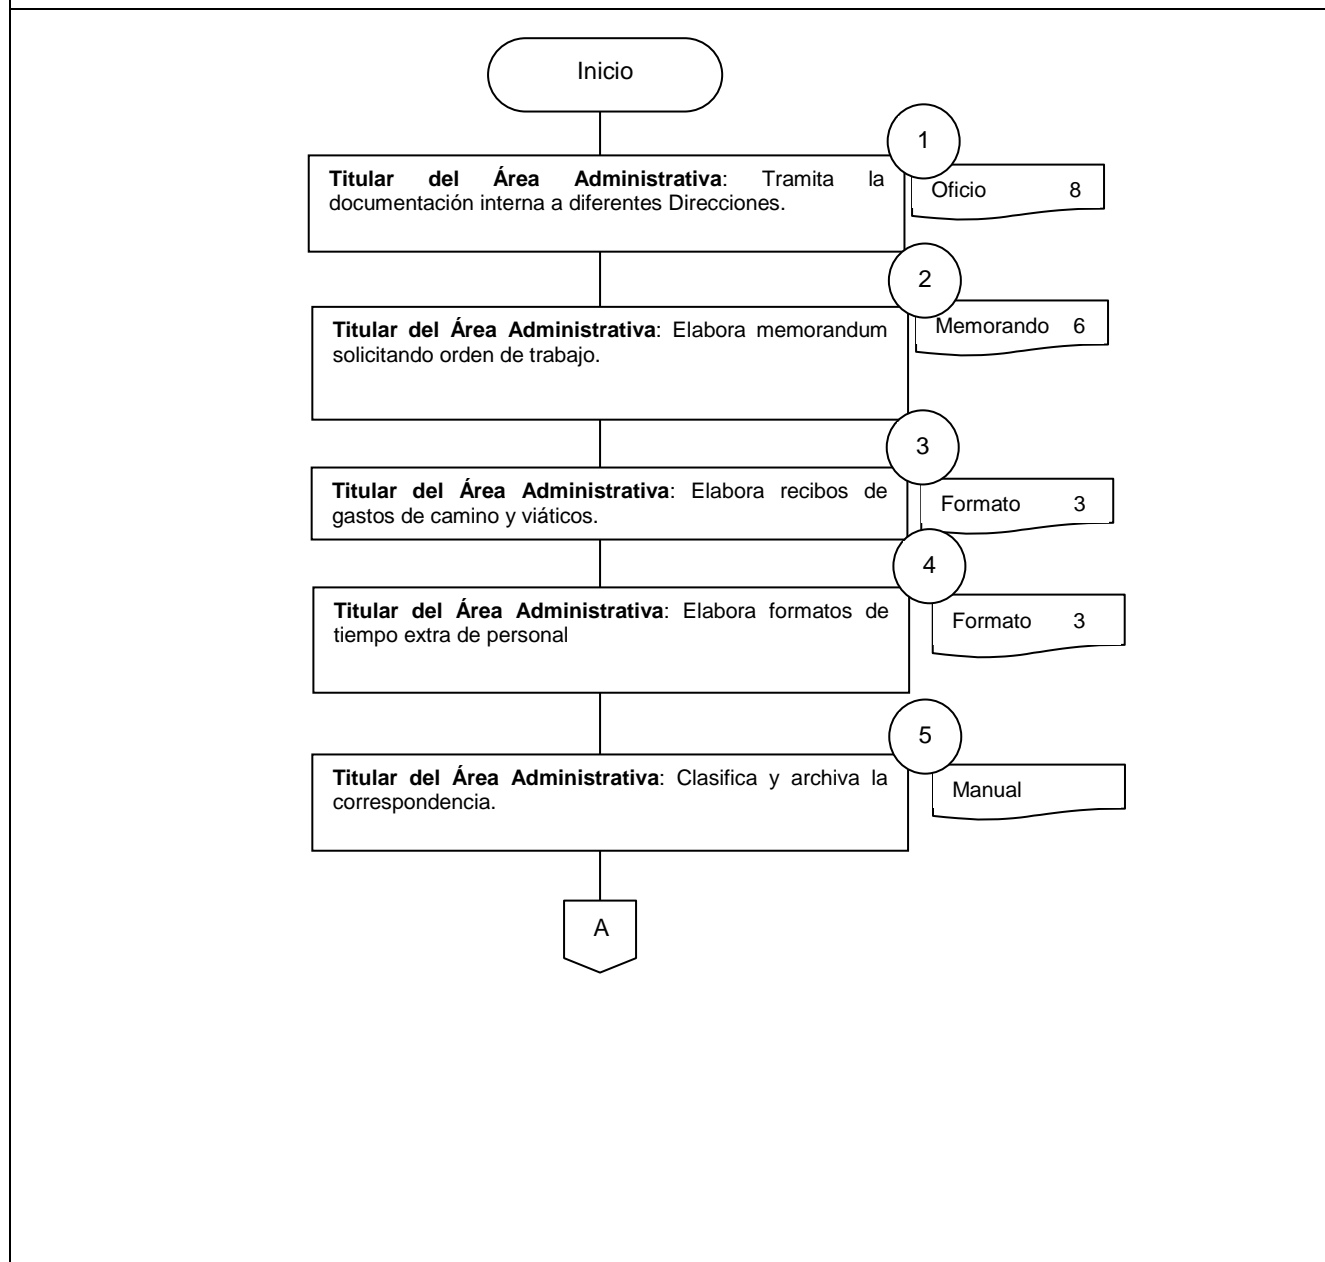 Inicio
1
Titular del Área Administrativa: Tramita la
documentación interna a diferentes Direcciones.
Oficio 8
2
Titular del Área Administrativa: Elabora memorandum
solicitando orden de trabajo.
Memorando 6
3
Titular del Área Administrativa: Elabora recibos de
gastos de camino y viáticos.
Formato 3
4
Titular del Área Administrativa: Elabora formatos de
tiempo extra de personal
Formato 3
5
Titular del Área Administrativa: Clasifica y archiva la
correspondencia.
Manual
A